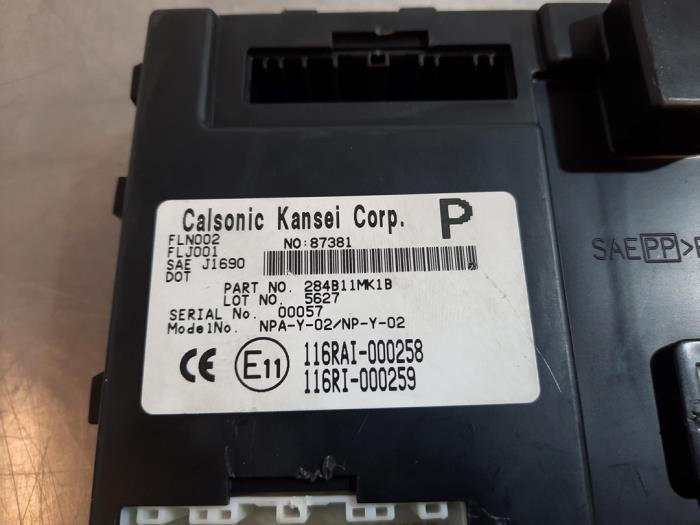 Calsonic Kansei Corp. P
FLN002 NO:87381
FLJ001
SAE J1690
DOT
PART NO. 284B11MK1B
LOT NO. 5627
SERIAL No. 00057
ModelNo. NPA-Y-02/NP-Y-02
CE E11 116RAI-000258
116RI-000259
SAE PP >P